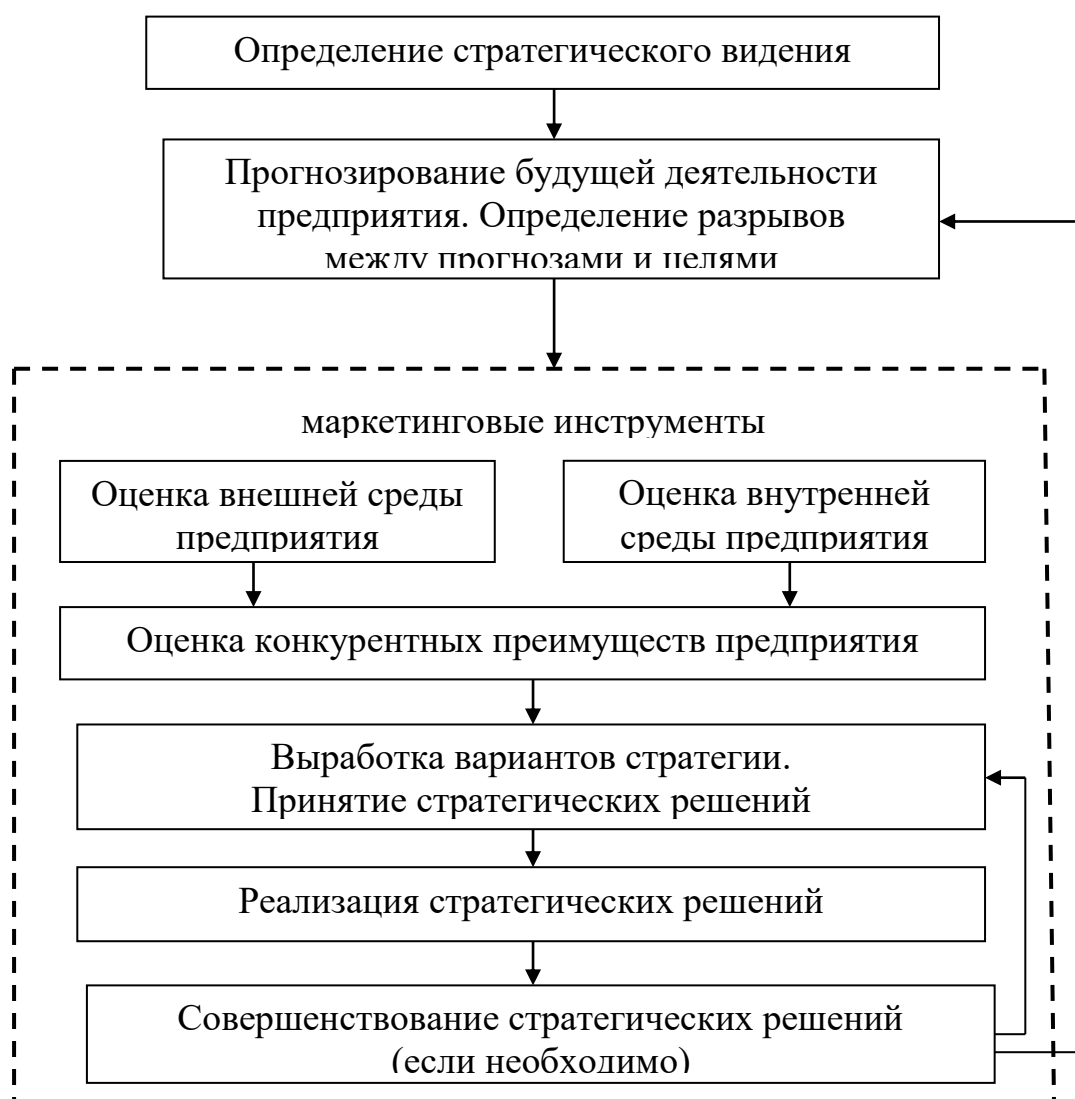 Определение стратегического видения
Прогнозирование будущей деятельности
предприятия. Определение разрывов
между прогнозами и целями
маркетинговые инструменты
Оценка внешней среды
предприятия
Оценка внутренней
среды предприятия
Оценка конкурентных преимуществ предприятия
Выработка вариантов стратегии.
Принятие стратегических решений
Реализация стратегических решений
Совершенствование стратегических решений
(если необходимо)